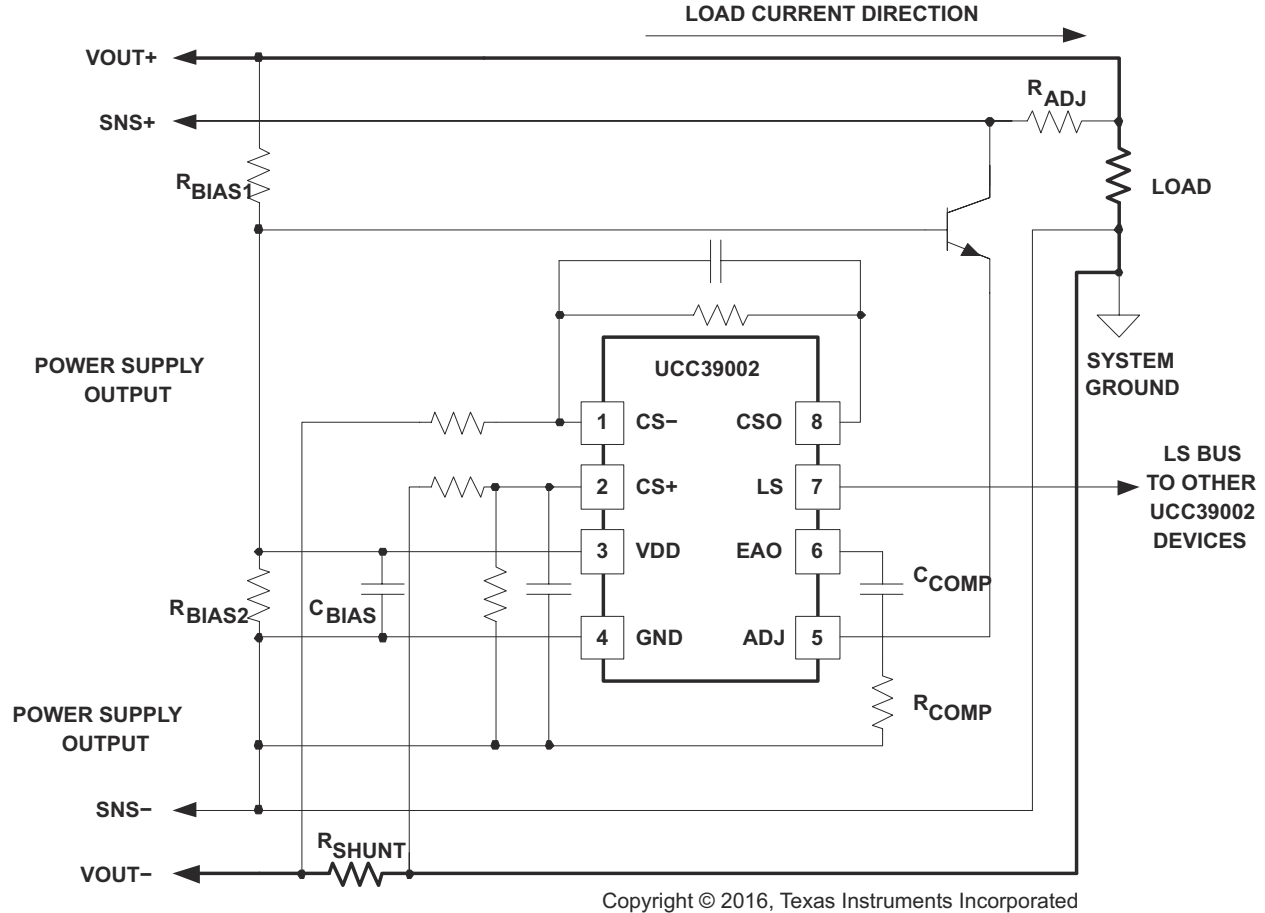 LOAD CURRENT DIRECTION
VOUT+
SNS+
RADJ
RBIAS1
LOAD
POWER SUPPLY
OUTPUT
UCC39002
SYSTEM
GROUND
1 CS−
CSO 8
2 CS+
LS 7
3 VDD
EAO 6
4 GND
ADJ 5
LS BUS
TO OTHER
UCC39002
DEVICES
CCOMP
RBIAS2
CBIAS
RCOMP
POWER SUPPLY
OUTPUT
SNS−
RSHUNT
VOUT−
Copyright © 2016, Texas Instruments Incorporated